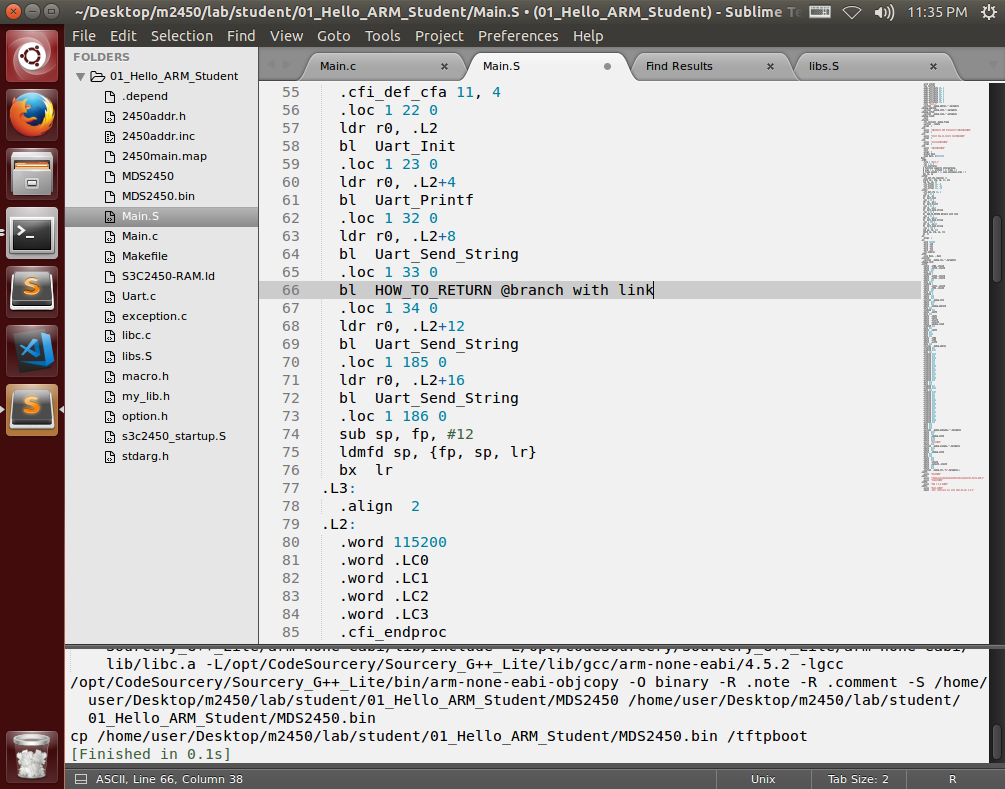 ~/Desktop/m2450/lab/student/01_Hello_ARM_Student/Main.S • (01_Hello_ARM_Student) - Sublime Te
11:35 PM
File Edit Selection Find View Goto Tools Project Preferences Help
FOLDERS
01_Hello_ARM_Student
.depend
2450addr.h
2450addr.inc
2450main.map
MDS2450
MDS2450.bin
Main.S
Main.c
Makefile
S3C2450-RAM.ld
Uart.c
exception.c
libc.c
libs.S
macro.h
my_lib.h
option.h
s3c2450_startup.S
stdarg.h
Main.c Main.S Find Results libs.S
55 .cfi_def_cfa 11, 4
56 .loc 1 22 0
57 ldr r0, .L2
58 bl Uart_Init
59 .loc 1 23 0
60 ldr r0, .L2+4
61 bl Uart_Printf
62 .loc 1 32 0
63 ldr r0, .L2+8
64 bl Uart_Send_String
65 .loc 1 33 0
66 bl HOW_TO_RETURN @branch with link
67 .loc 1 34 0
68 ldr r0, .L2+12
69 bl Uart_Send_String
70 .loc 1 185 0
71 ldr r0, .L2+16
72 bl Uart_Send_String
73 .loc 1 186 0
74 sub sp, fp, #12
75 ldmfd sp, {fp, sp, lr}
76 bx lr
77 .L3:
78 .align 2
79 .L2:
80 .word 115200
81 .word .LC0
82 .word .LC1
83 .word .LC2
84 .word .LC3
85 .cfi_endproc
lib/libc.a -L/opt/CodeSourcery/Sourcery_G++_Lite/lib/gcc/arm-none-eabi/4.5.2 -lgcc
/opt/CodeSourcery/Sourcery_G++_Lite/bin/arm-none-eabi-objcopy -O binary -R .note -R .comment -S /home/
user/Desktop/m2450/lab/student/01_Hello_ARM_Student/MDS2450 /home/user/Desktop/m2450/lab/student/
01_Hello_ARM_Student/MDS2450.bin
cp /home/user/Desktop/m2450/lab/student/01_Hello_ARM_Student/MDS2450.bin /tftpboot
[Finished in 0.1s]
ASCII, Line 66, Column 38 Unix Tab Size: 2 R